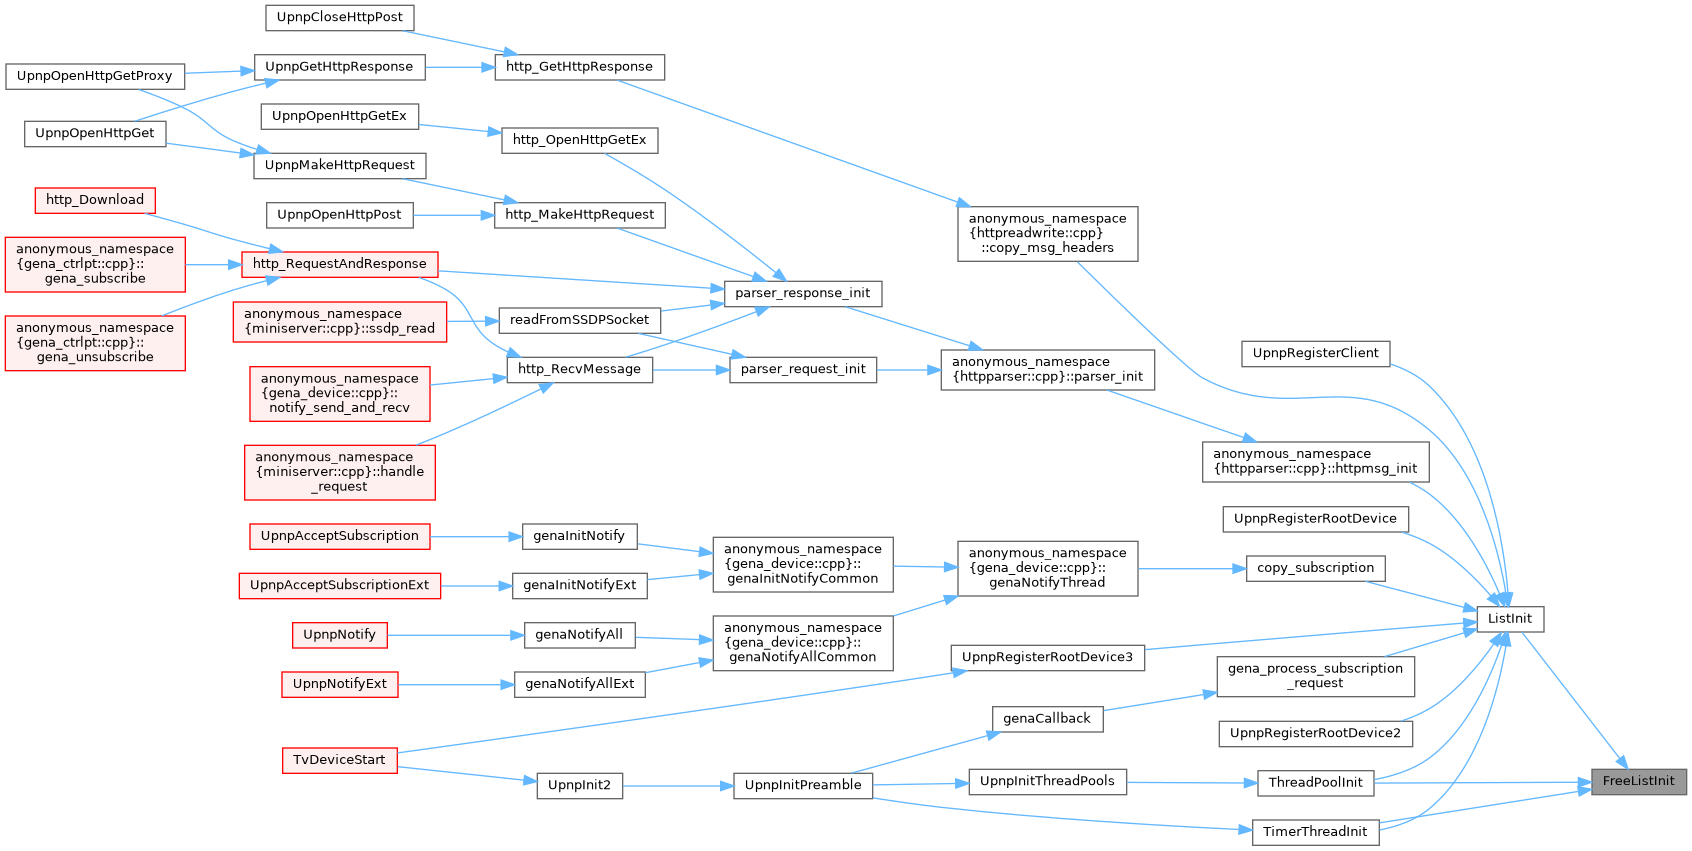 UpnpCloseHttpPost
UpnpOpenHttpGetProxy
UpnpGetHttpResponse
http_GetHttpResponse
UpnpOpenHttpGetEx
UpnpOpenHttpGet
http_OpenHttpGetEx
UpnpMakeHttpRequest
http_Download
UpnpOpenHttpPost
http_MakeHttpRequest
anonymous_namespace
{httpreadwrite::cpp}
::copy_msg_headers
anonymous_namespace
{gena_ctrlpt::cpp}::
gena_subscribe
http_RequestAndResponse
parser_response_init
anonymous_namespace
{miniserver::cpp}::ssdp_read
readFromSSDPSocket
anonymous_namespace
{gena_ctrlpt::cpp}::
gena_unsubscribe
UpnpRegisterClient
http_RecvMessage
parser_request_init
anonymous_namespace
{httpparser::cpp}::parser_init
anonymous_namespace
{gena_device::cpp}::
notify_send_and_recv
anonymous_namespace
{miniserver::cpp}::handle
_request
anonymous_namespace
{httpparser::cpp}::httpmsg_init
UpnpRegisterRootDevice
UpnpAcceptSubscription
genaInitNotify
anonymous_namespace
{gena_device::cpp}::
genaInitNotifyCommon
anonymous_namespace
{gena_device::cpp}::
genaNotifyThread
copy_subscription
UpnpAcceptSubscriptionExt
genaInitNotifyExt
ListInit
UpnpNotify
genaNotifyAll
anonymous_namespace
{gena_device::cpp}::
genaNotifyAllCommon
UpnpRegisterRootDevice3
gena_process_subscription
_request
UpnpNotifyExt
genaNotifyAllExt
genaCallback
UpnpRegisterRootDevice2
TvDeviceStart
UpnpInit2
UpnpInitPreamble
UpnpInitThreadPools
ThreadPoolInit
FreeListInit
TimerThreadInit